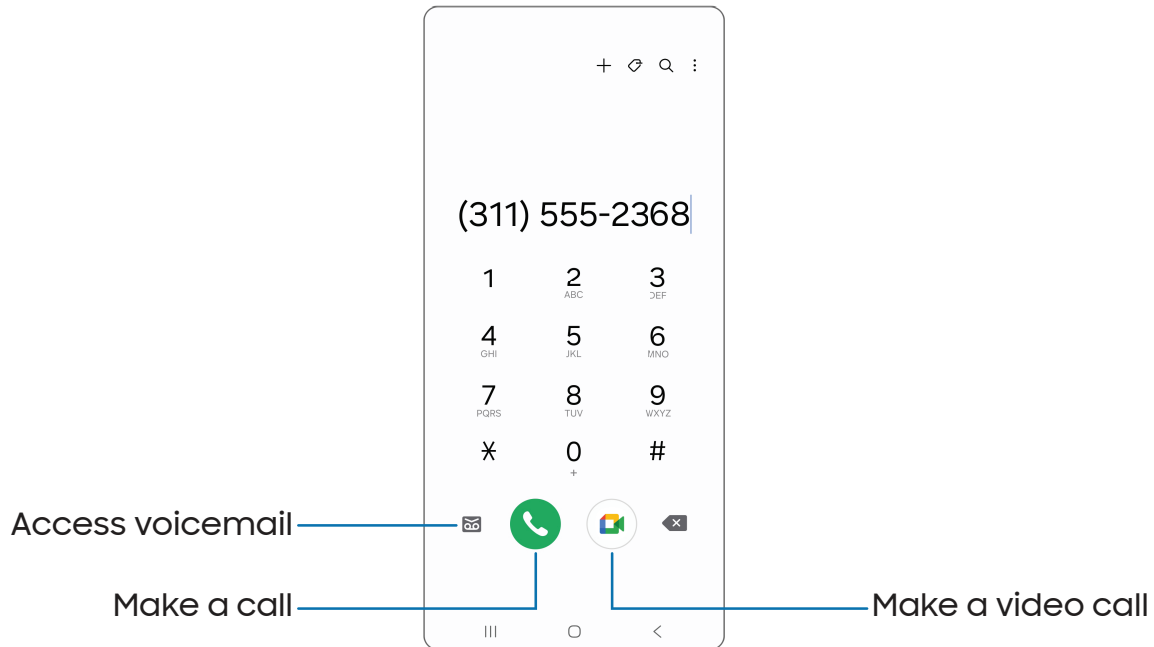 (311) 555-2368
1 2 3
ABC DEF
4 5 6
GHI JKL MNO
7 8 9
PQRS TUV WXYZ
* 0 #
+
Access voicemail
Make a call
Make a video call